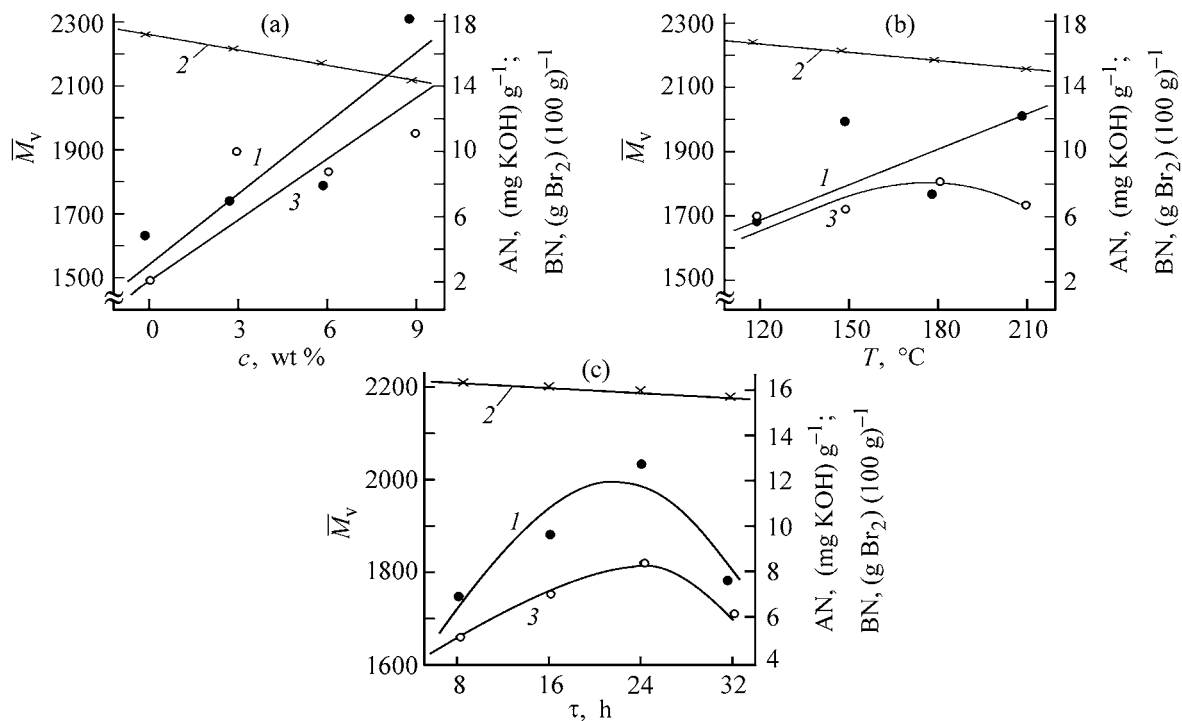 (a)
2300
2100
1900
1700
1500
M̅ᵥ
18
14
10
6
2
AN, (mg KOH) g⁻¹;
BN, (g Br₂) (100 g)⁻¹
1
2
3
0 3 6 9
c, wt %
(b)
2300
2100
1900
1700
1500
M̅ᵥ
18
14
10
6
2
AN, (mg KOH) g⁻¹;
BN, (g Br₂) (100 g)⁻¹
2
1
3
120 150 180 210
T, °C
(c)
2200
2000
1800
1600
M̅ᵥ
16
14
12
10
8
6
4
AN, (mg KOH) g⁻¹;
BN, (g Br₂) (100 g)⁻¹
2
1
3
8 16 24 32
τ, h